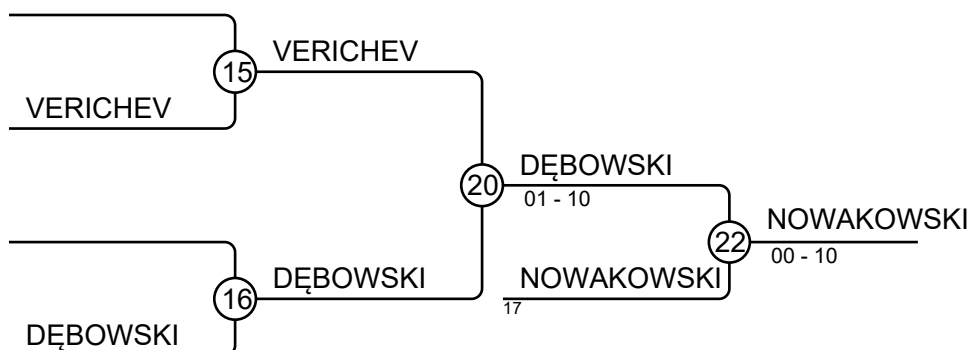 VERICHEV
15
VERICHEV
DĘBOWSKI
20
01 - 10
NOWAKOWSKI
22
00 - 10
DĘBOWSKI
16
NOWAKOWSKI
17
DĘBOWSKI